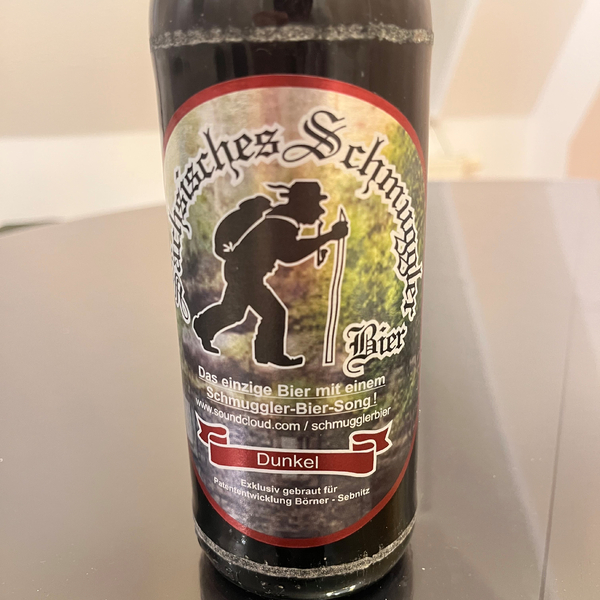 Sächsisches Schmuggler
Bier
Das einzige Bier mit einem
Schmuggler-Bier-Song!
www.soundcloud.com / schmugglerbier
Dunkel
Exklusiv gebraut für
Patententwicklung Börner - Sebnitz